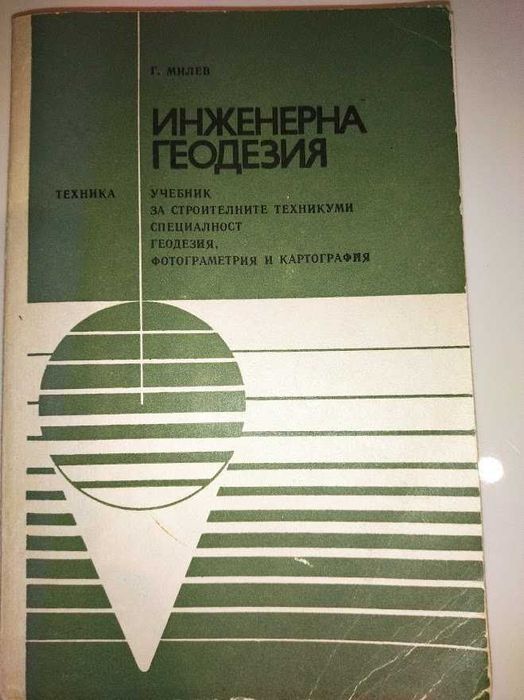 Г. МИЛЕВ
ИНЖЕНЕРНА
ГЕОДЕЗИЯ
ТЕХНИКА
УЧЕБНИК
ЗА СТРОИТЕЛНИТЕ ТЕХНИКУМИ
СПЕЦИАЛНОСТ
ГЕОДЕЗИЯ,
ФОТОГРАМЕТРИЯ И КАРТОГРАФИЯ